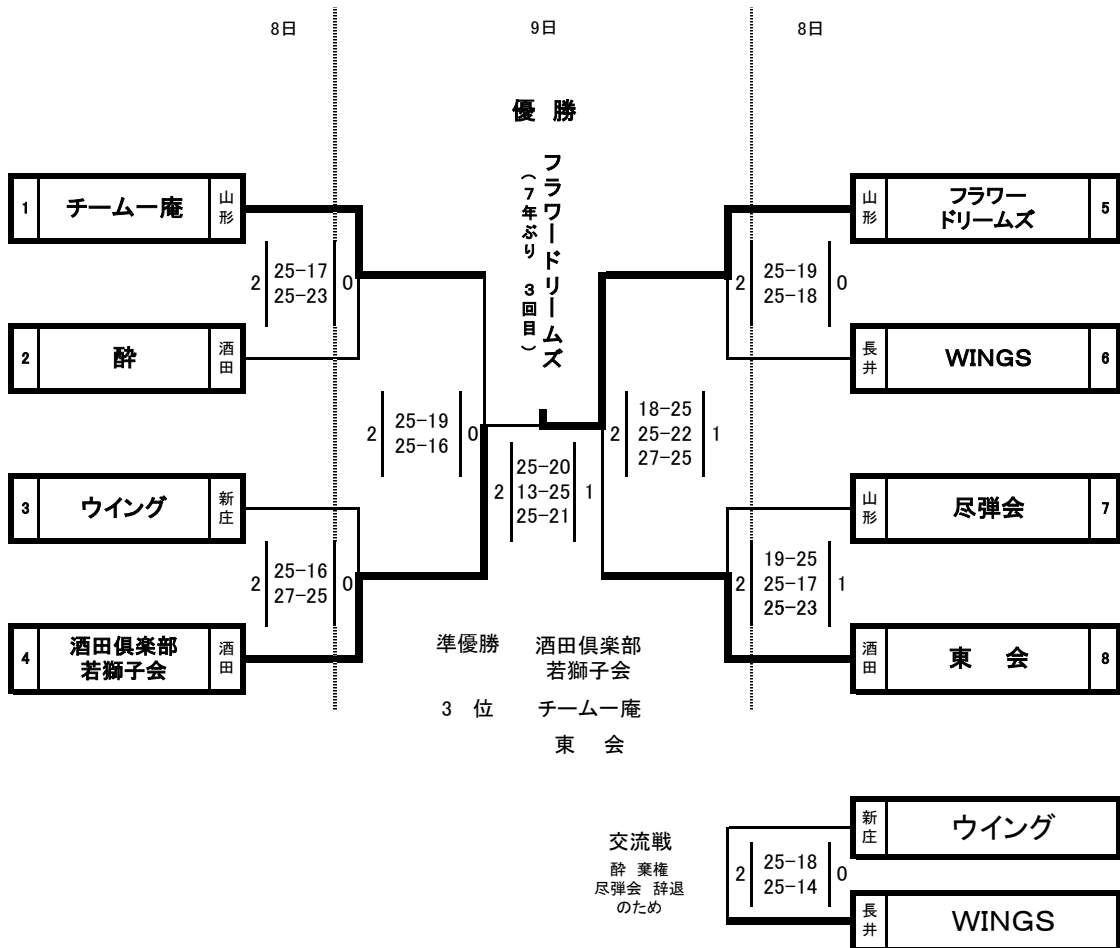 8日
9日
8日
優 勝
フラワードリームズ
(7年ぶり 3回目)
1 チーム一庵 山形
2 25-17 0
25-23
2 酔 酒田
2 25-19 0
25-16
3 ウイング 新庄
2 25-16 0
27-25
4 酒田倶楽部 酒田
若獅子会
2 25-20 1
13-25
25-21
山形 フラワー 5
ドリームズ
2 25-19 0
25-18
長井 WINGS 6
2 18-25 1
25-22
27-25
山形 尽弾会 7
2 19-25 1
25-17
25-23
酒田 東 会 8
準優勝 酒田倶楽部
若獅子会
3 位 チーム一庵
東 会
交流戦
酔 棄権
尽弾会 辞退
のため
新庄 ウイング
2 25-18 0
25-14
長井 WINGS